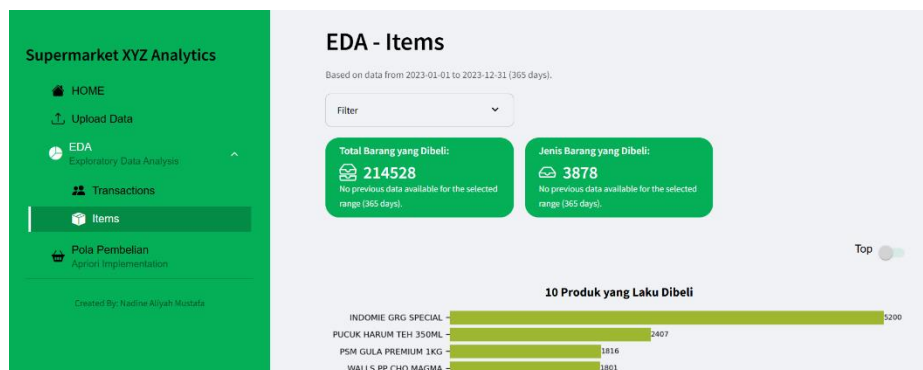 Supermarket XYZ Analytics
HOME
Upload Data
EDA
Exploratory Data Analysis
Transactions
Items
Pola Pembelian
Apriori Implementation
Created By: Nadine Aliyah Mustafa
EDA - Items
Based on data from 2023-01-01 to 2023-12-31 (365 days).
Filter
Total Barang yang Dibeli:
214528
No previous data available for the selected
range (365 days).
Jenis Barang yang Dibeli:
3878
No previous data available for the selected
range (365 days).
Top
10 Produk yang Laku Dibeli
INDOMIE GRG SPECIAL 5200
PUCUK HARUM TEH 350ML 2407
PSM GULA PREMIUM 1KG 1816
WALLS PP CHO MAGMA 1801